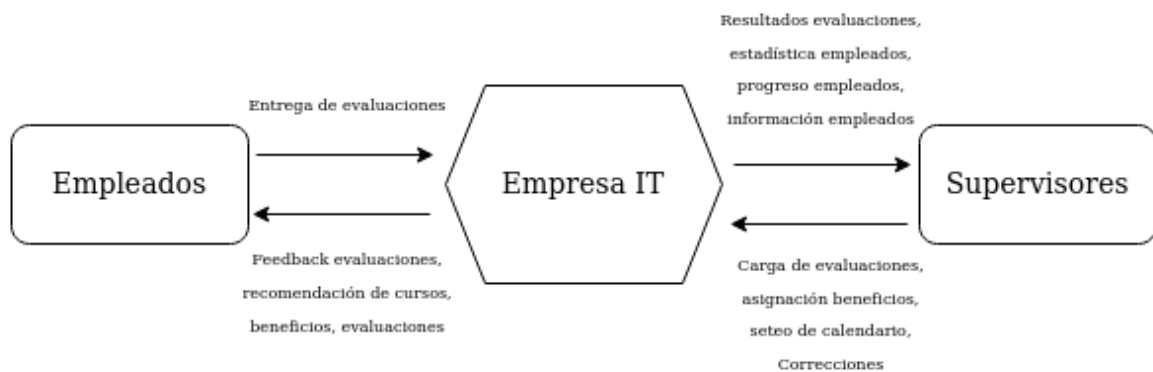 Resultados evaluaciones,
estadística empleados,
progreso empleados,
información empleados
Entrega de evaluaciones
Empleados
Empresa IT
Supervisores
Feedback evaluaciones,
recomendación de cursos,
beneficios, evaluaciones
Carga de evaluaciones,
asignación beneficios,
seteo de calendario,
Correcciones